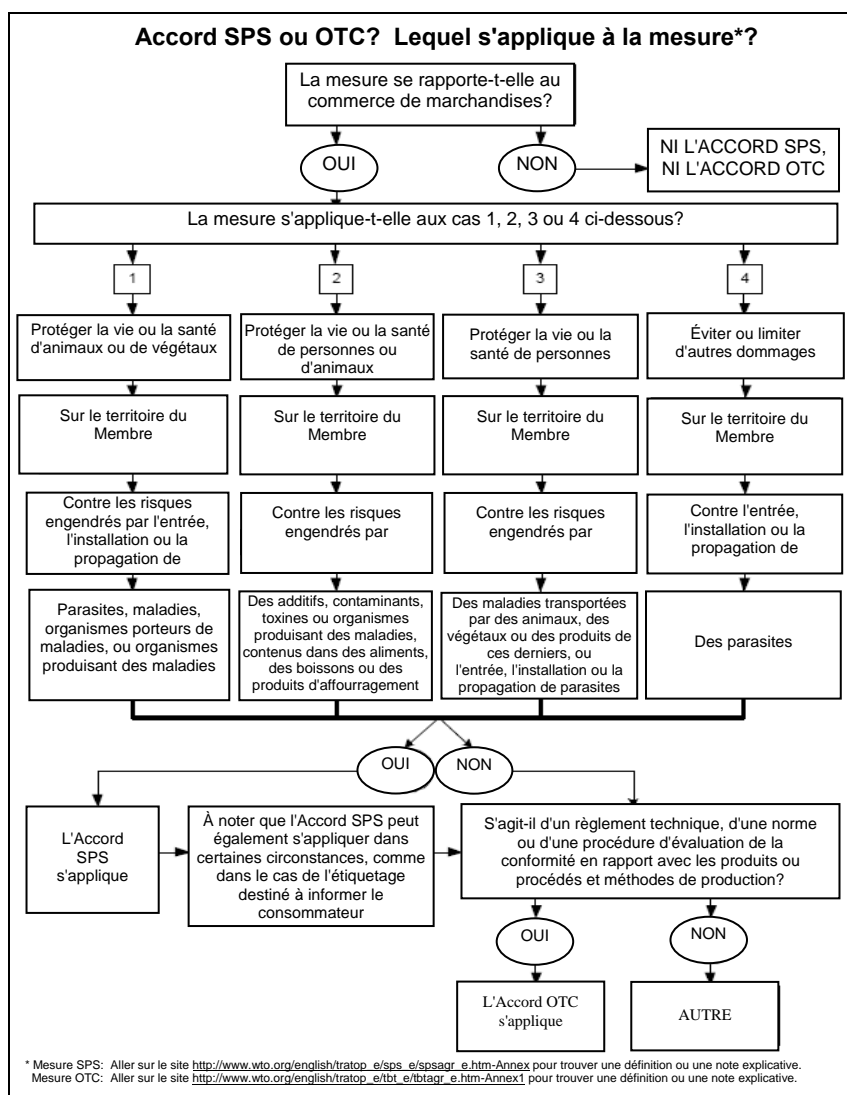 Accord SPS ou OTC? Lequel s'applique à la mesure*?
La mesure se rapporte-t-elle au
commerce de marchandises?
OUI
NON
NI L'ACCORD SPS,
NI L'ACCORD OTC
La mesure s'applique-t-elle aux cas 1, 2, 3 ou 4 ci-dessous?
1
2
3
4
Protéger la vie ou la santé
d'animaux ou de végétaux
Protéger la vie ou la santé
de personnes ou
d'animaux
Protéger la vie ou la
santé de personnes
Éviter ou limiter
d'autres dommages
Sur le territoire du
Membre
Sur le territoire du
Membre
Sur le territoire du
Membre
Sur le territoire du
Membre
Contre les risques
engendrés par l'entrée,
l'installation ou la
propagation de
Contre les risques
engendrés par
Contre les risques
engendrés par
Contre l'entrée,
l'installation ou la
propagation de
Parasites, maladies,
organismes porteurs de
maladies, ou organismes
produisant des maladies
Des additifs, contaminants,
toxines ou organismes
produisant des maladies,
contenus dans des aliments,
des boissons ou des
produits d'affourragement
Des maladies transportées
par des animaux, des
végétaux ou des produits de
ces derniers, ou
l'entrée, l'installation ou la
propagation de parasites
Des parasites
OUI
NON
L'Accord
SPS
s'applique
À noter que l'Accord SPS peut
également s'appliquer dans
certaines circonstances, comme
dans le cas de l'étiquetage
destiné à informer le
consommateur
S'agit-il d'un règlement technique, d'une norme
ou d'une procédure d'évaluation de la
conformité en rapport avec les produits ou
procédés et méthodes de production?
OUI
NON
L'Accord OTC
s'applique
AUTRE
* Mesure SPS: Aller sur le site http://www.wto.org/english/tratop_e/sps_e/spsagr_e.htm-Annex pour trouver une définition ou une note explicative.
Mesure OTC: Aller sur le site http://www.wto.org/english/tratop_e/tbt_e/tbtagr_e.htm-Annex1 pour trouver une définition ou une note explicative.